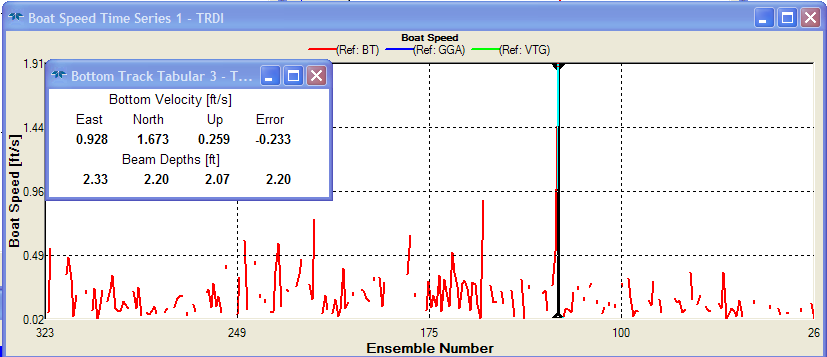 Boat Speed Time Series 1 - TRDI
Boat Speed
(Ref: BT) (Ref: GGA) (Ref: VTG)
Boat Speed [ft/s]
1.91
1.44
0.96
0.49
0.02
Bottom Track Tabular 3 - T...
Bottom Velocity [ft/s]
East North Up Error
0.928 1.673 0.259 -0.233
Beam Depths [ft]
2.33 2.20 2.07 2.20
323 249 175 100 26
Ensemble Number